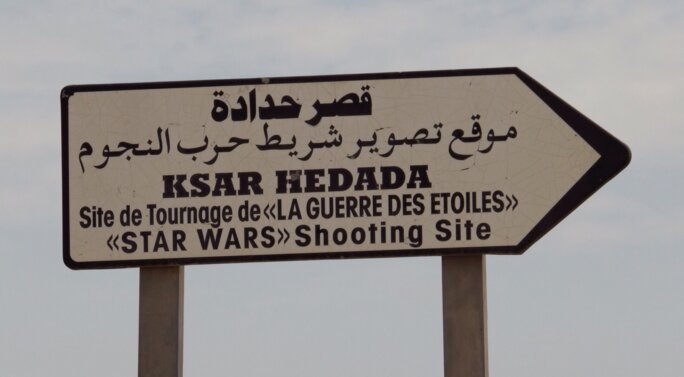 قصر حدادة
موقع تصوير شريط حرب النجوم
KSAR HEDADA
Site de Tournage de «LA GUERRE DES ETOILES»
«STAR WARS» Shooting Site